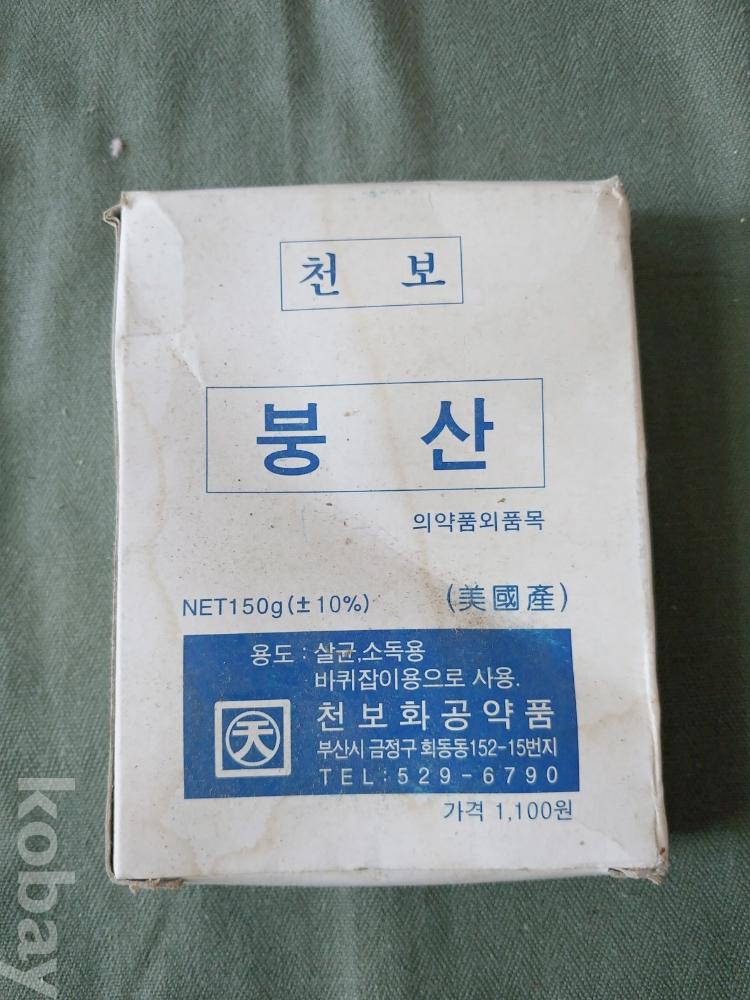 천 보
붕 산
의약품외품목
NET150g(±10%) (美國産)
용도 : 살균,소독용
바퀴잡이용으로 사용.
天
천보화공약품
부산시 금정구 회동동152-15번지
TEL:529-6790
가격 1,100원
kobay